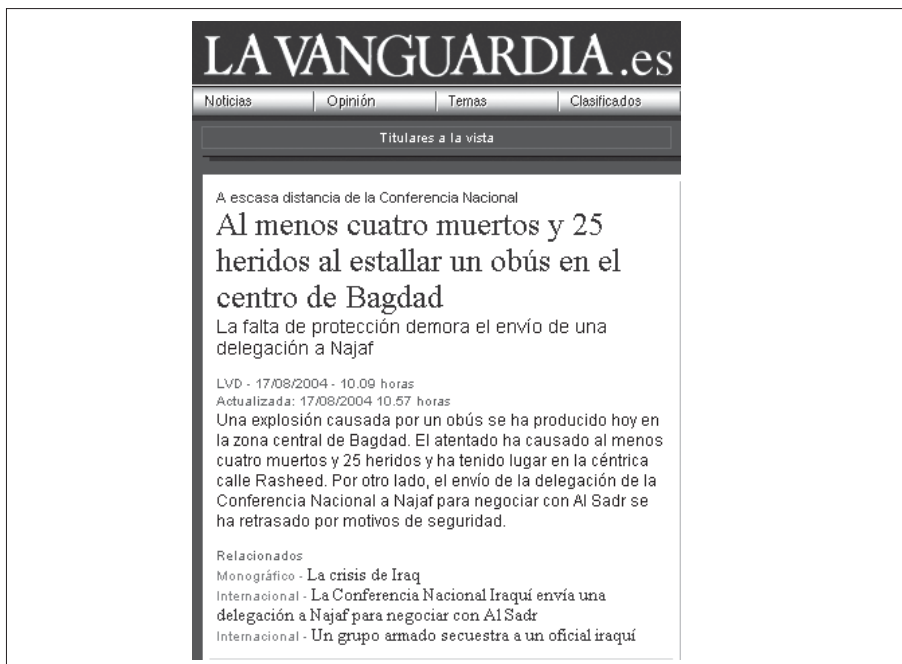 LA VANGUARDIA.es
Noticias Opinión Temas Clasificados
Titulares a la vista
A escasa distancia de la Conferencia Nacional
Al menos cuatro muertos y 25
heridos al estallar un obús en el
centro de Bagdad
La falta de protección demora el envío de una
delegación a Najaf
LVD - 17/08/2004 - 10.09 horas
Actualizada: 17/08/2004 10.57 horas
Una explosión causada por un obús se ha producido hoy en
la zona central de Bagdad. El atentado ha causado al menos
cuatro muertos y 25 heridos y ha tenido lugar en la céntrica
calle Rasheed. Por otro lado, el envío de la delegación de la
Conferencia Nacional a Najaf para negociar con Al Sadr se
ha retrasado por motivos de seguridad.
Relacionados
Monográfico - La crisis de Iraq
Internacional - La Conferencia Nacional Iraquí envía una
delegación a Najaf para negociar con Al Sadr
Internacional - Un grupo armado secuestra a un oficial iraquí